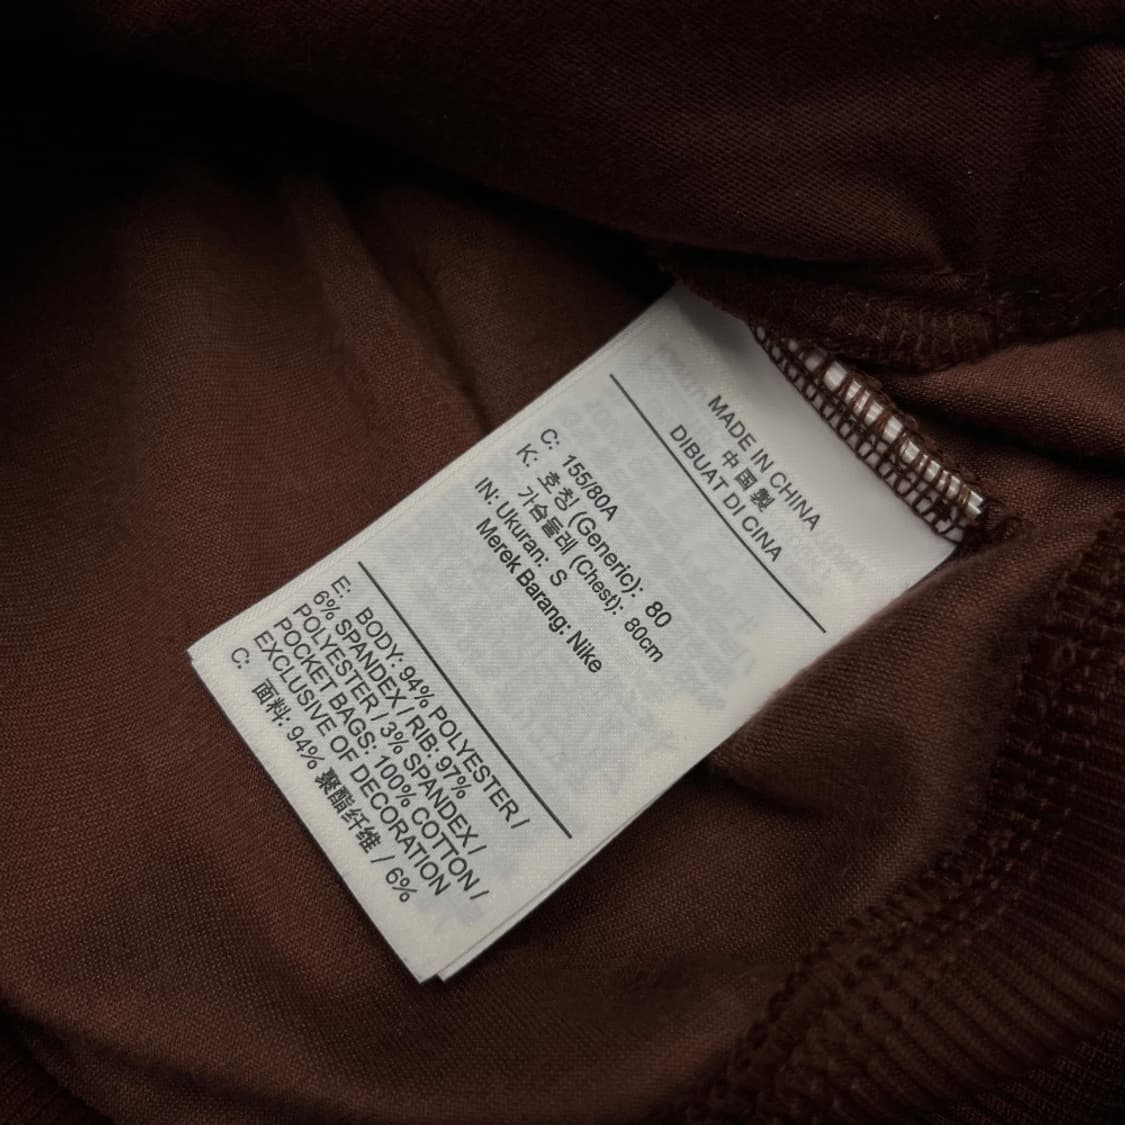 MADE IN CHINA
中国製
DIBUAT DI CINA
C: 155/80A
K: 호칭 (Generic): 80
가슴둘레 (Chest): 80cm
IN: Ukuran: S
Merek Barang: Nike
E: BODY: 94% POLYESTER /
6% SPANDEX / RIB: 97%
POLYESTER / 3% SPANDEX /
POCKET BAGS: 100% COTTON /
EXCLUSIVE OF DECORATION
C: 面料: 94% 聚酯纤维 / 6%